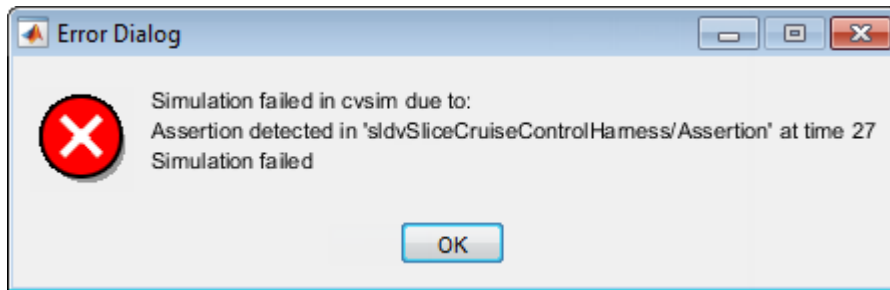 Error Dialog
Simulation failed in cvsim due to:
Assertion detected in 'sldvSliceCruiseControlHarness/Assertion' at time 27
Simulation failed
OK